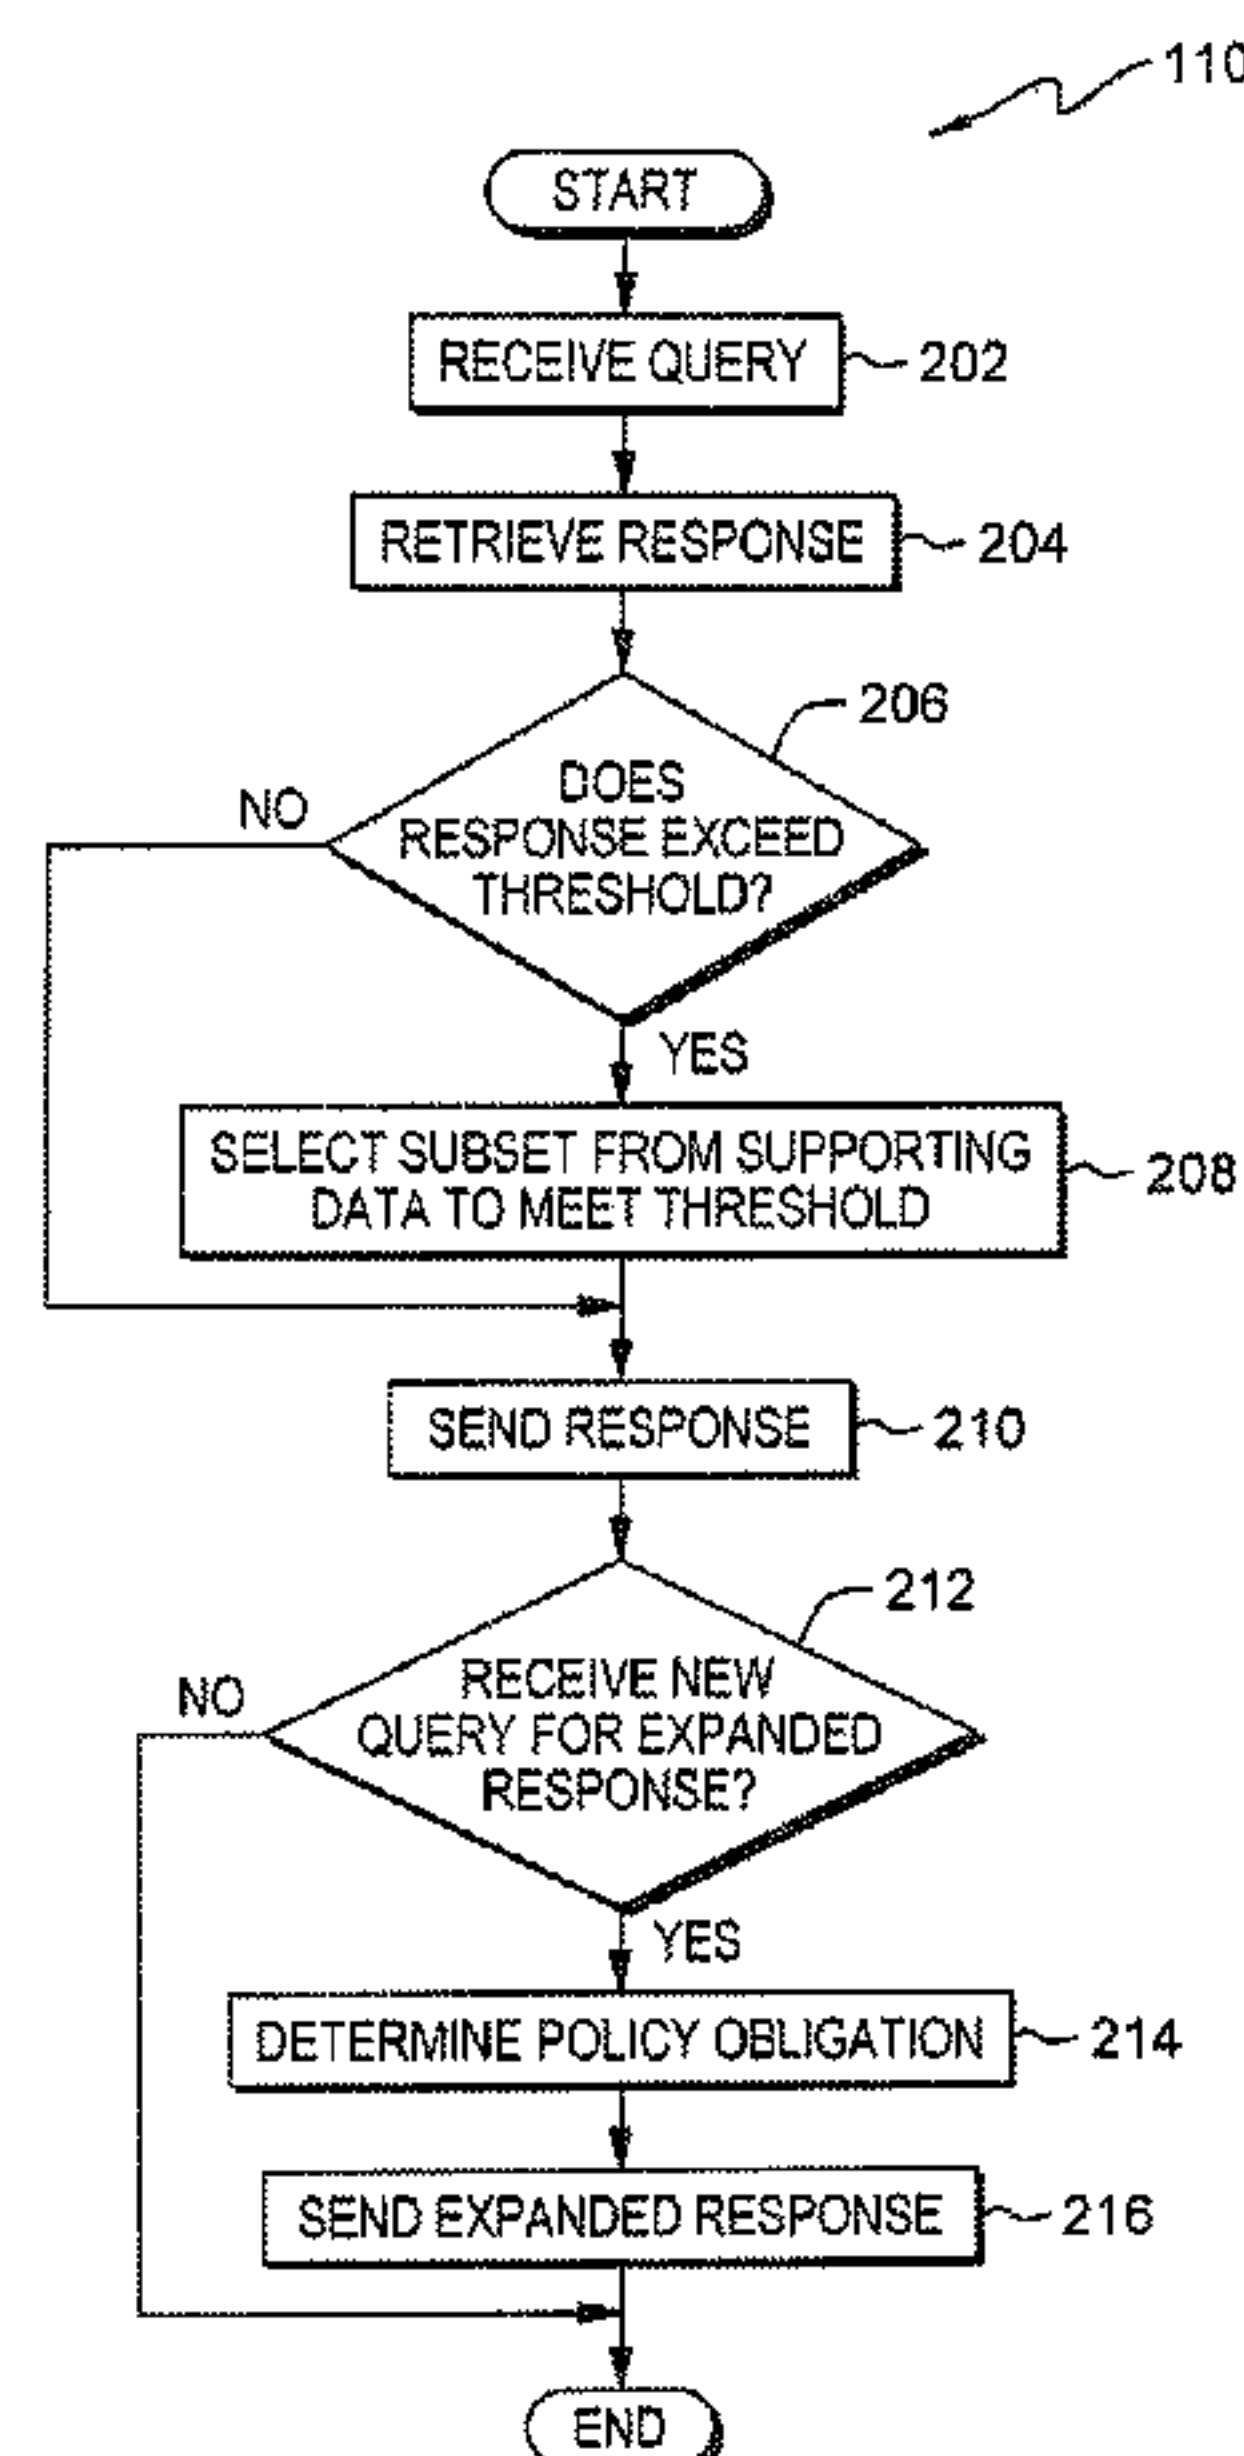 110
START
RECEIVE QUERY
202
RETRIEVE RESPONSE
204
206
DOES
RESPONSE EXCEED
THRESHOLD?
NO
YES
SELECT SUBSET FROM SUPPORTING
DATA TO MEET THRESHOLD
208
SEND RESPONSE
210
212
RECEIVE NEW
QUERY FOR EXPANDED
RESPONSE?
NO
YES
DETERMINE POLICY OBLIGATION
214
SEND EXPANDED RESPONSE
216
END